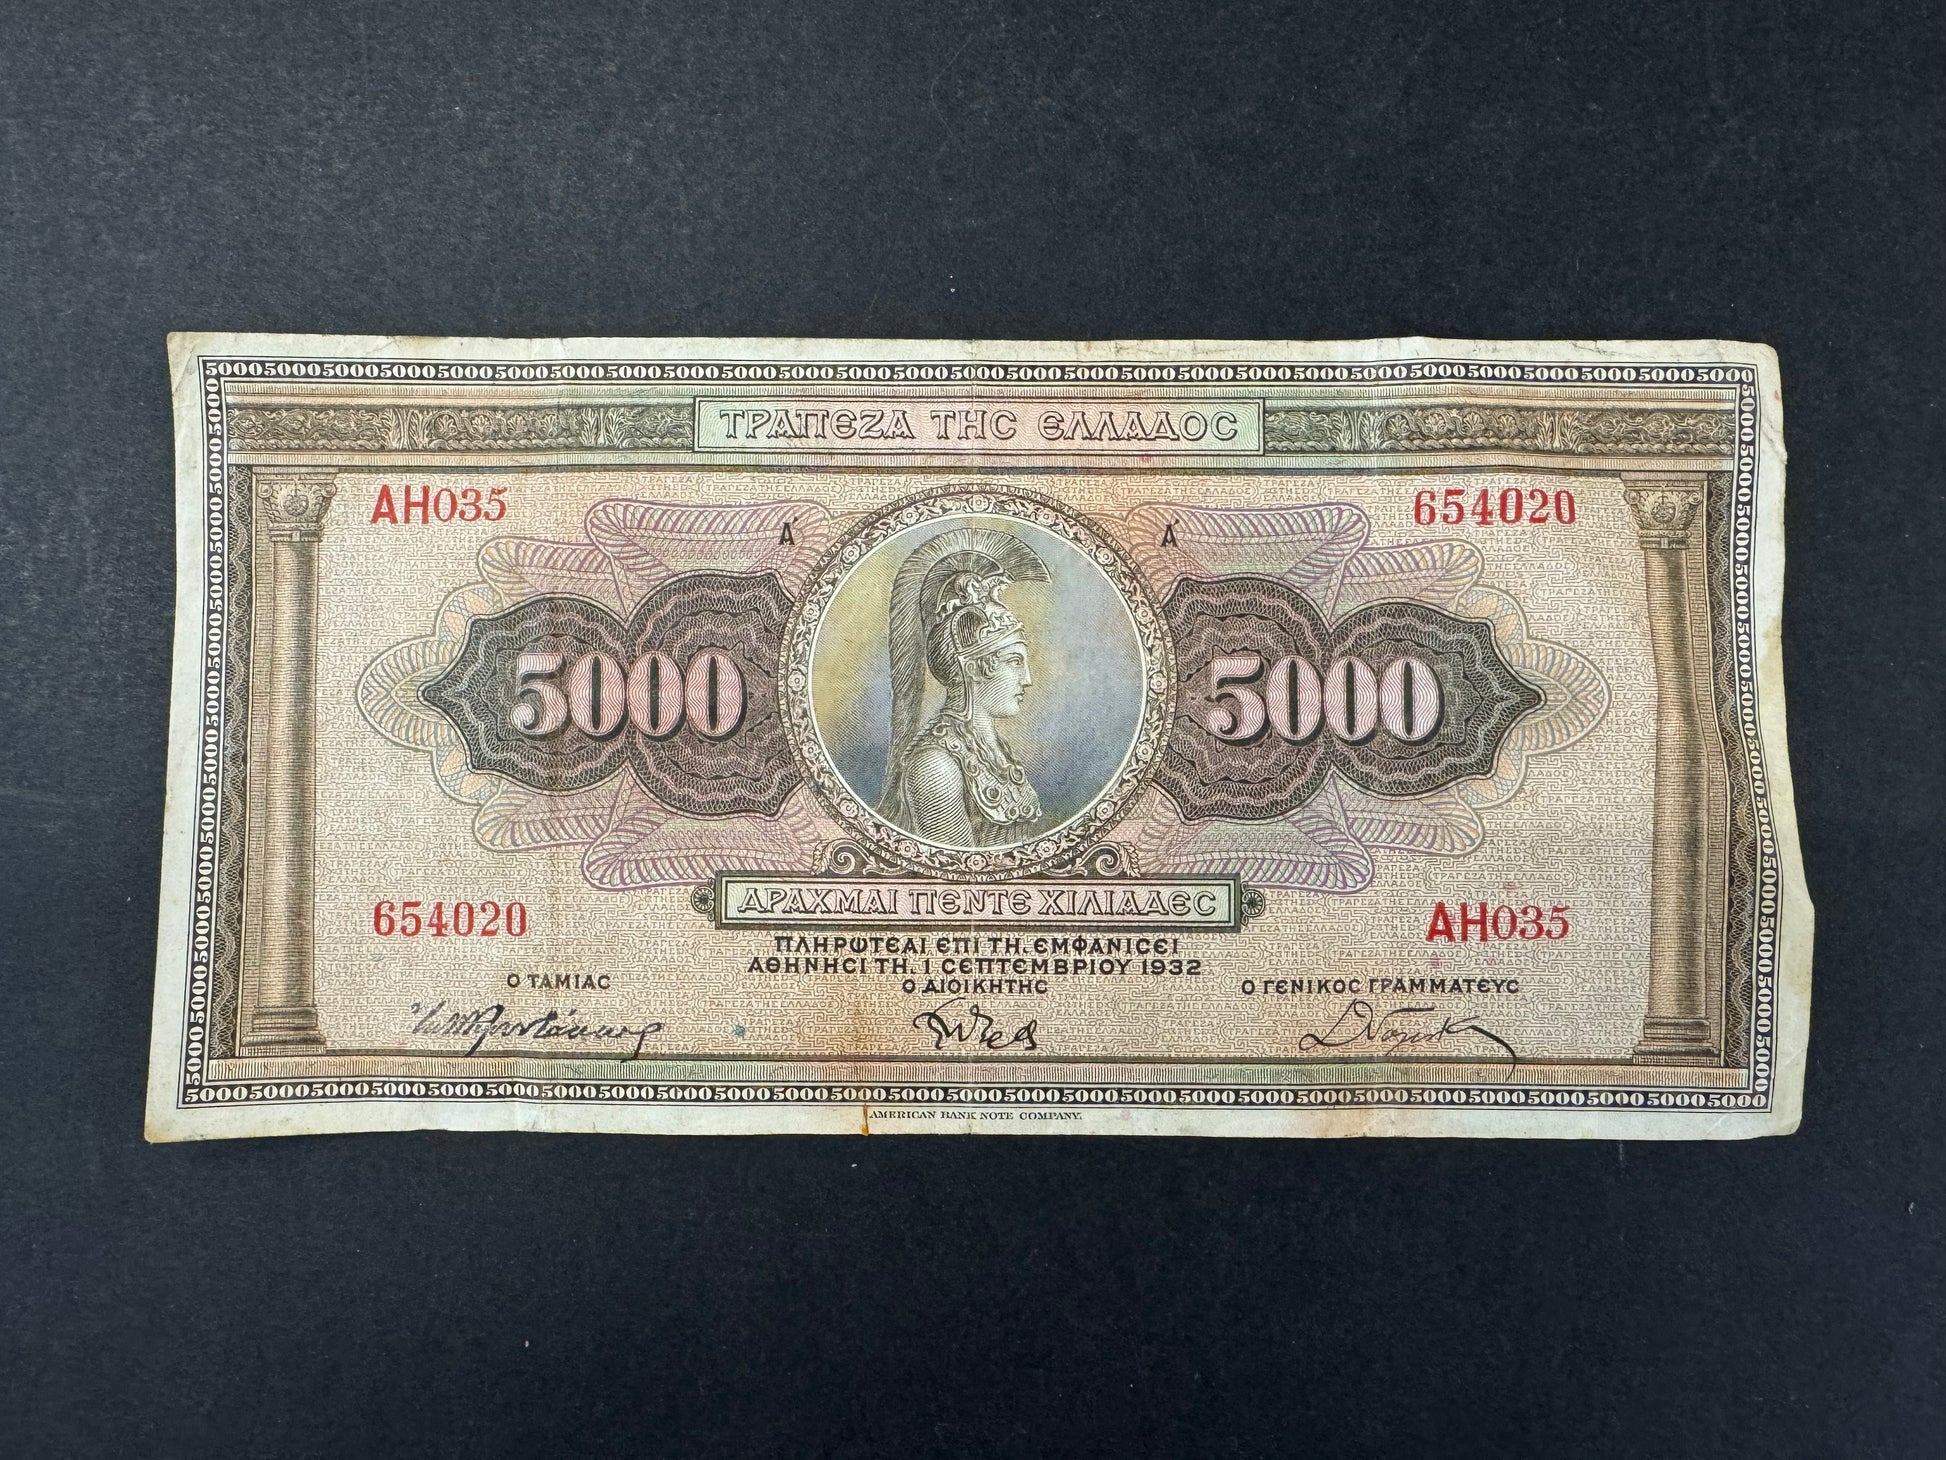 ΤΡΑΠΕΖΑ ΤΗϹ ΕΛΛΑΔΟϹ
ΑΗ035
654020
Α΄
Α΄
5000
5000
ΔΡΑΧΜΑΙ ΠΕΝΤΕ ΧΙΛΙΑΔΕϹ
654020
ΑΗ035
ΠΛΗΡΩΤΕΑΙ ΕΠΙ ΤΗ. ΕΜΦΑΝΙϹΕΙ
ΑΘΗΝΗϹΙ ΤΗ. 1 ϹΕΠΤΕΜΒΡΙΟΥ 1932
Ο ΤΑΜΙΑϹ
Ο ΔΙΟΙΚΗΤΗϹ
Ο ΓΕΝΙΚΟϹ ΓΡΑΜΜΑΤΕΥϹ
AMERICAN BANK NOTE COMPANY.